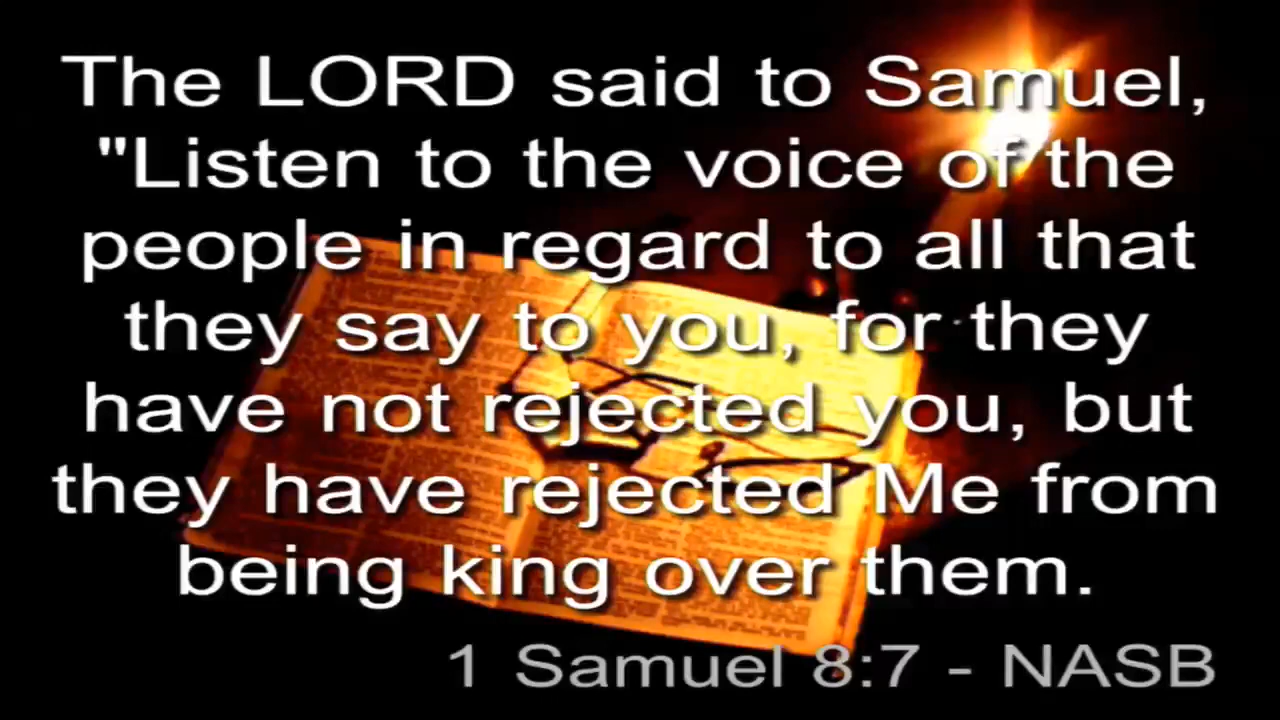 The LORD said to Samuel,
"Listen to the voice of the
people in regard to all that
they say to you, for they
have not rejected you, but
they have rejected Me from
being king over them.
1 Samuel 8:7 - NASB